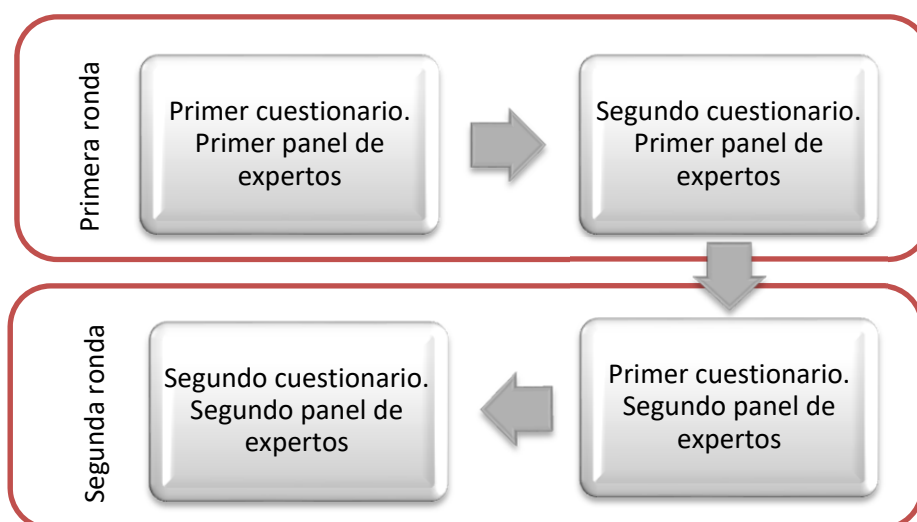 Primera ronda
Primer cuestionario.
Primer panel de
expertos
Segundo cuestionario.
Primer panel de
expertos
Segunda ronda
Segundo cuestionario.
Segundo panel de
expertos
Primer cuestionario.
Segundo panel de
expertos